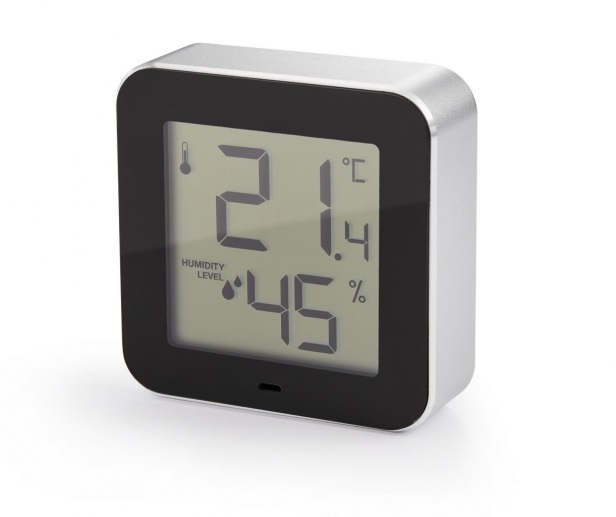 21.4 °C
HUMIDITY
LEVEL
45 %